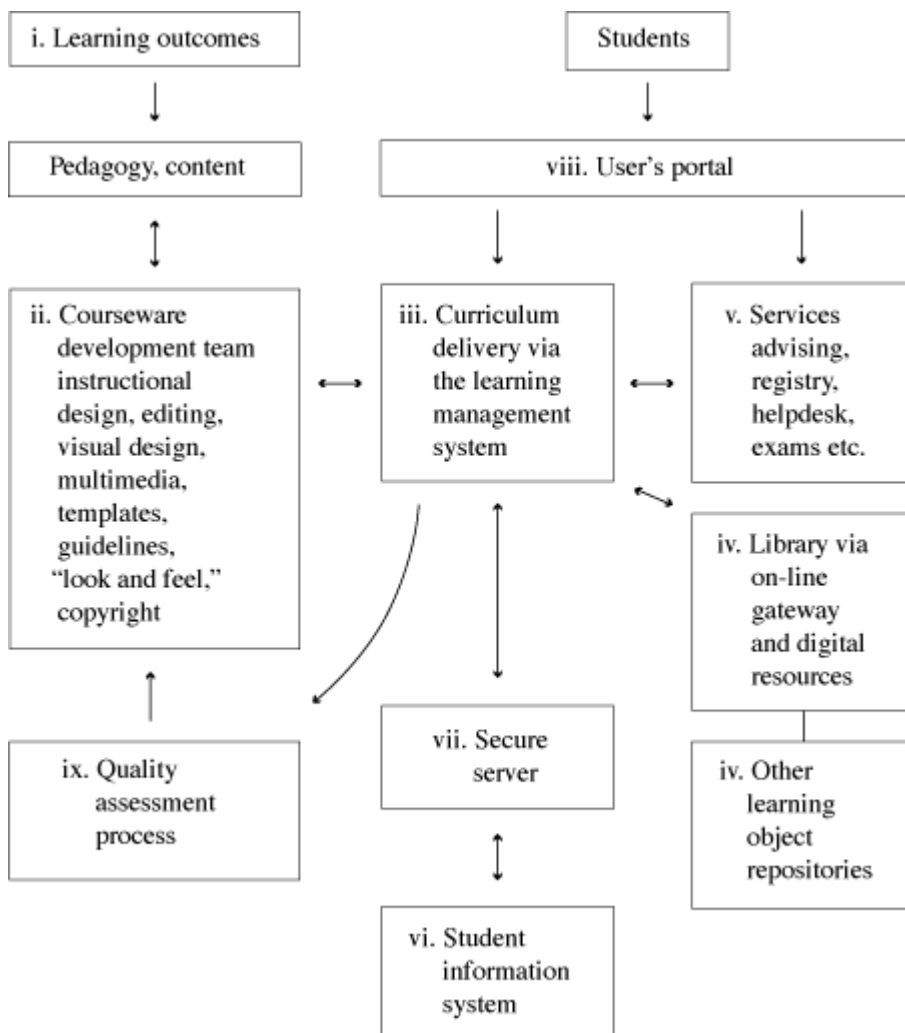 i. Learning outcomes
Students
Pedagogy, content
viii. User's portal
ii. Courseware
development team
instructional
design, editing,
visual design,
multimedia,
templates,
guidelines,
“look and feel,”
copyright
iii. Curriculum
delivery via
the learning
management
system
v. Services
advising,
registry,
helpdesk,
exams etc.
iv. Library via
on-line
gateway
and digital
resources
ix. Quality
assessment
process
vii. Secure
server
iv. Other
learning
object
repositories
vi. Student
information
system